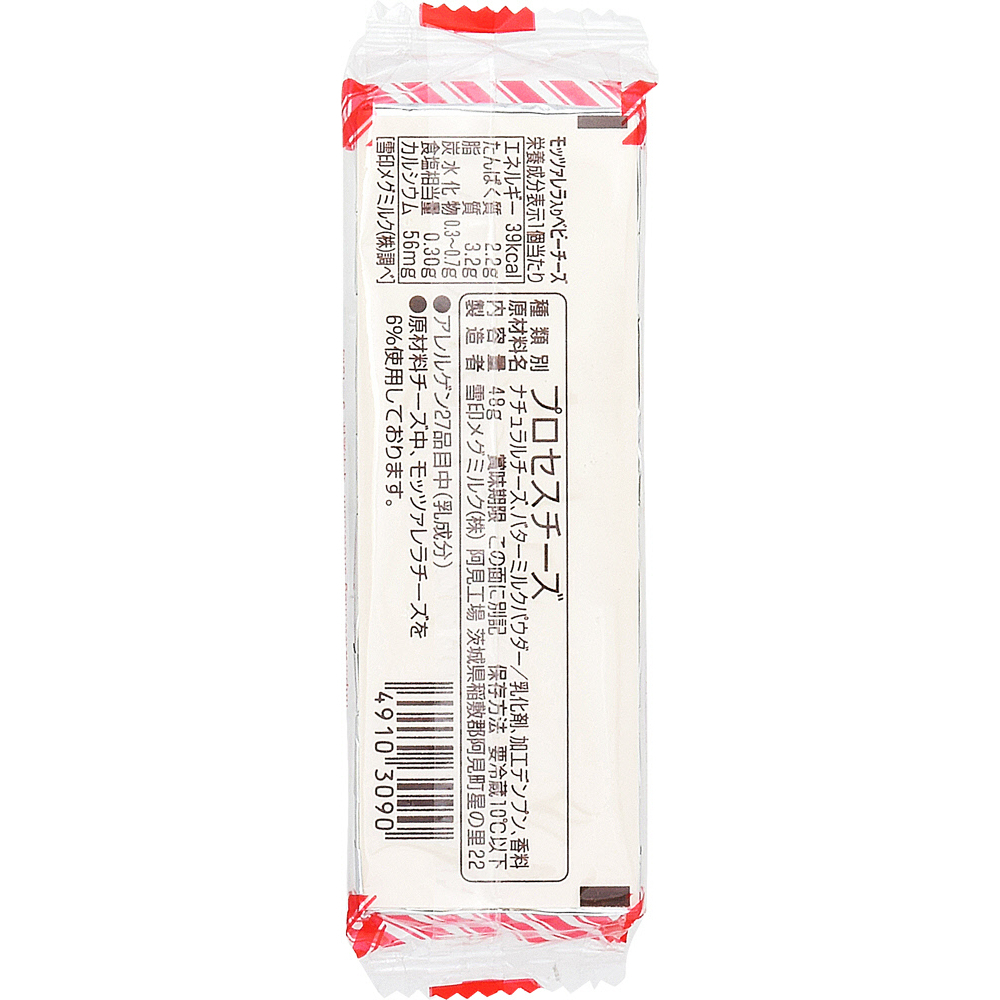 モッツァレラ入りベビーチーズ
栄養成分表示1個当たり
エネルギー 39kcal
たんぱく質 2.2g
脂質 3.2g
炭水化物 0.3〜0.7g
食塩相当量 0.30g
カルシウム 56mg
[雪印メグミルク(株)調べ]
種類別 プロセスチーズ
原材料名 ナチュラルチーズ、バターミルクパウダー/乳化剤、加工デンプン、香料
内容量 48g 賞味期限 この面に別記 保存方法 要冷蔵10℃以下
製造者 雪印メグミルク(株) 阿見工場 茨城県稲敷郡阿見町星の里22
●アレルゲン27品目中(乳成分)
●原材料チーズ中、モッツァレラチーズを
6%使用しております。
4910 3090